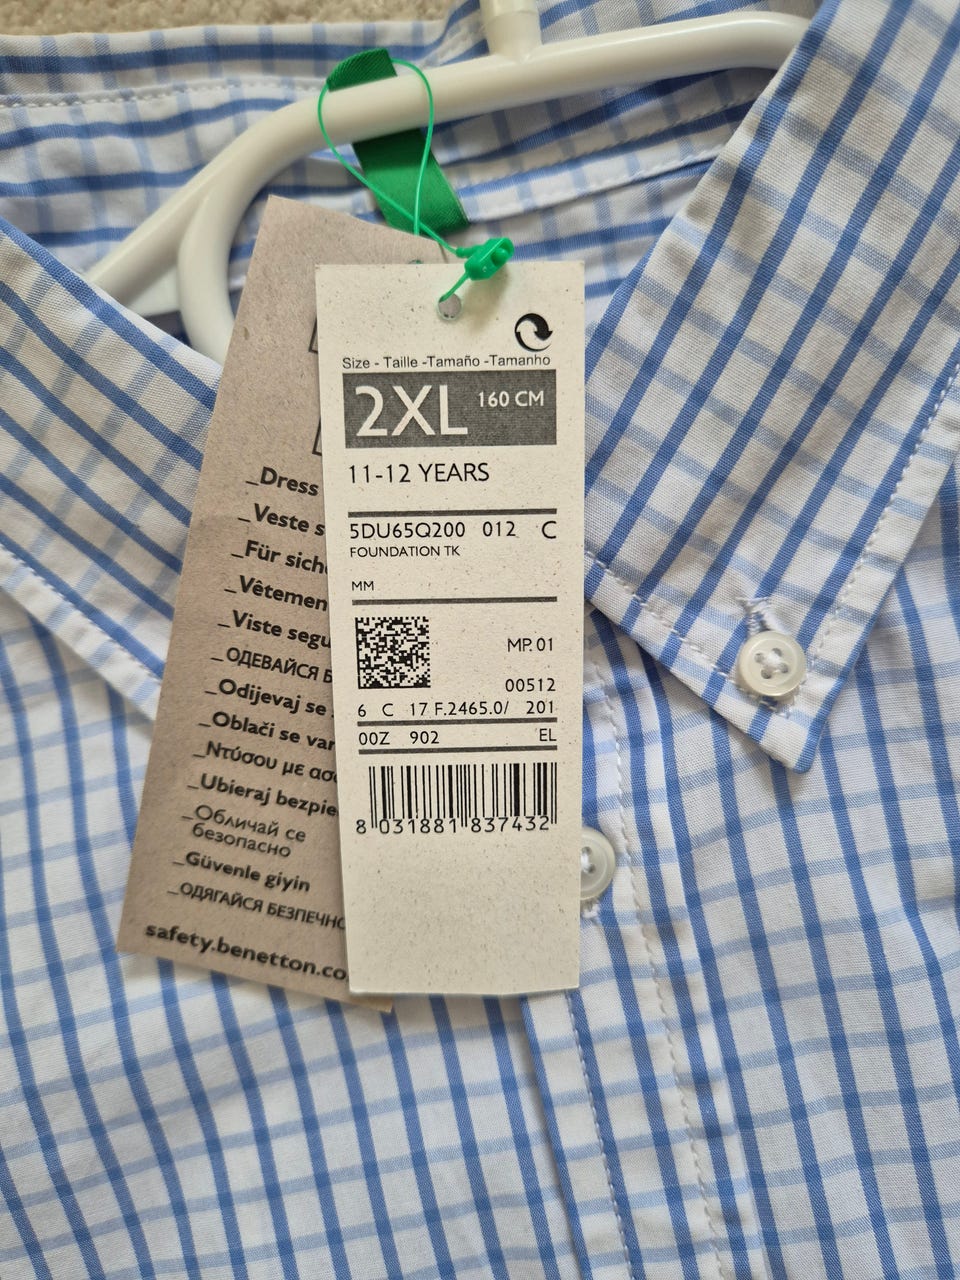 Size - Taille -Tamaño -Tamanho
2XL 160 CM
11-12 YEARS
5DU65Q200 012 C
FOUNDATION TK
MM
MP. 01
00512
6 C 17 F.2465.0/ 201
00Z 902 EL
8 031881 837432
_Dress
_Veste s
_Für sich
_Vêtemen
_Viste segu
_ОДЕВАЙСЯ Б
_Odijevaj se
_Oblači se var
_Ντύσου με ασ
_Ubieraj bezpie
_Обличай се
безопасно
_Güvenle giyin
_ОДЯГАЙСЯ БЕЗПЕЧНО
safety.benetton.co